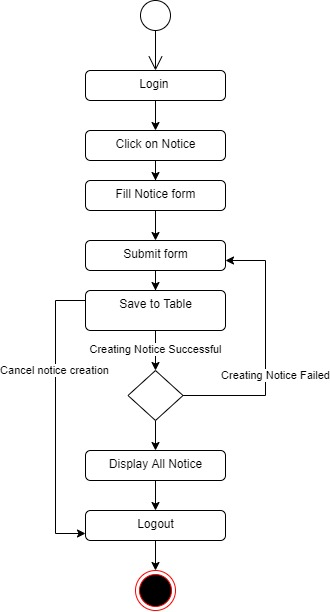 Login
Click on Notice
Fill Notice form
Submit form
Save to Table
Creating Notice Successful
Cancel notice creation
Creating Notice Failed
Display All Notice
Logout